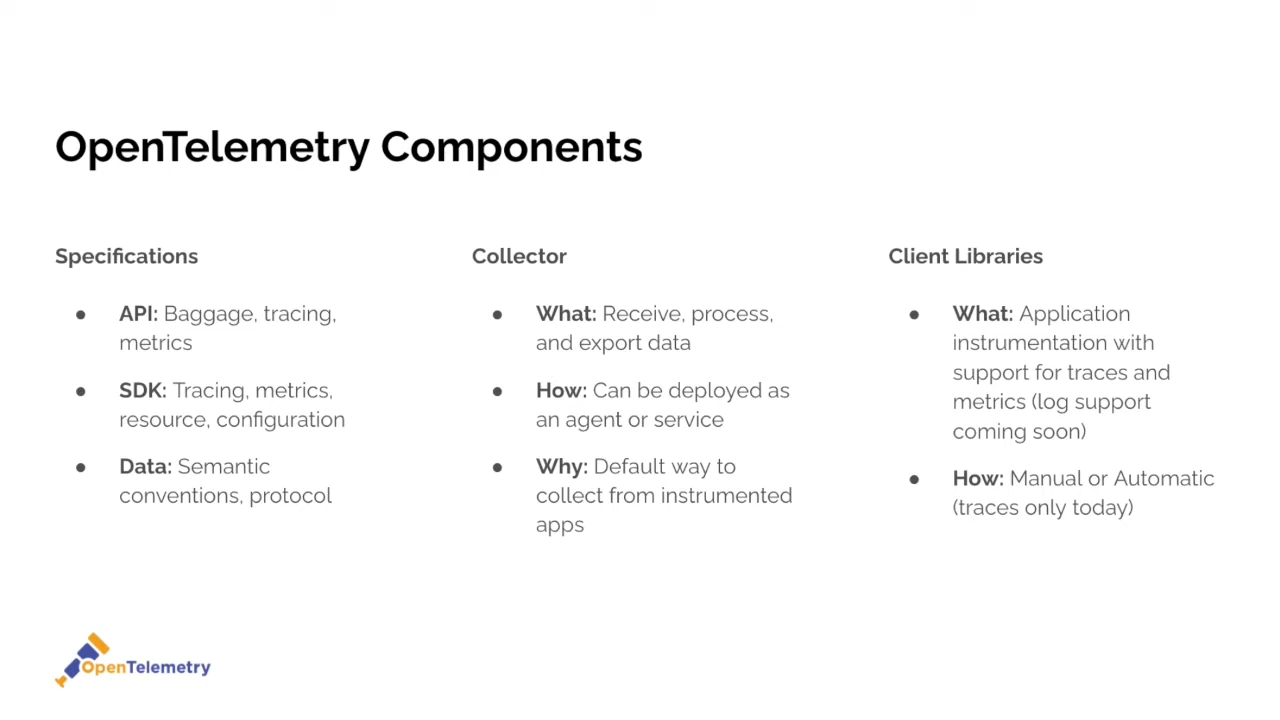 OpenTelemetry Components
Specifications
● API: Baggage, tracing,
metrics
● SDK: Tracing, metrics,
resource, configuration
● Data: Semantic
conventions, protocol
Collector
● What: Receive, process,
and export data
● How: Can be deployed as
an agent or service
● Why: Default way to
collect from instrumented
apps
Client Libraries
● What: Application
instrumentation with
support for traces and
metrics (log support
coming soon)
● How: Manual or Automatic
(traces only today)
OpenTelemetry